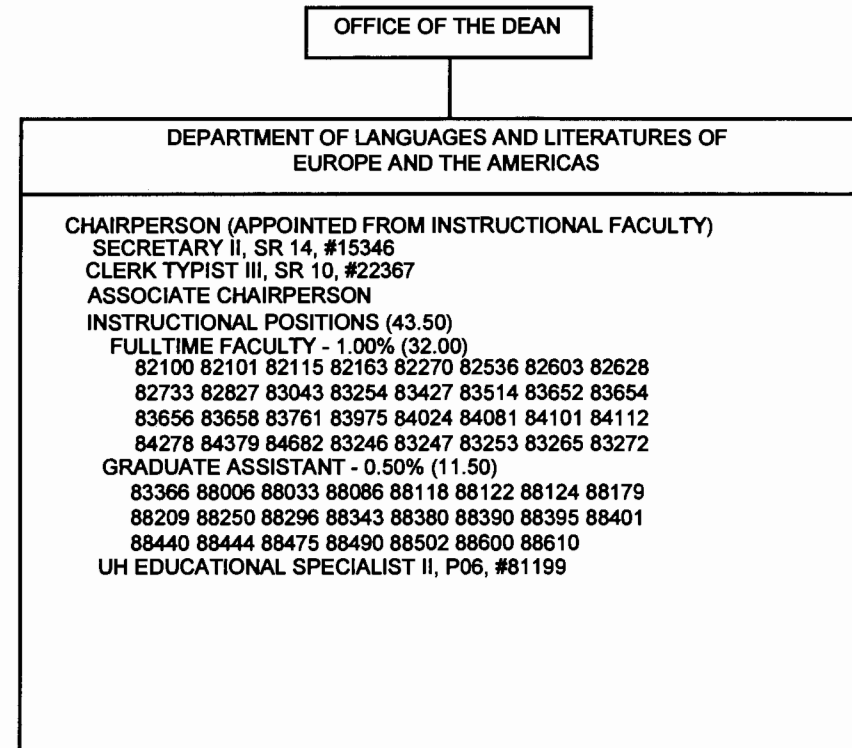 OFFICE OF THE DEAN
DEPARTMENT OF LANGUAGES AND LITERATURES OF
EUROPE AND THE AMERICAS
CHAIRPERSON (APPOINTED FROM INSTRUCTIONAL FACULTY)
SECRETARY II, SR 14, #15346
CLERK TYPIST III, SR 10, #22367
ASSOCIATE CHAIRPERSON
INSTRUCTIONAL POSITIONS (43.50)
FULLTIME FACULTY - 1.00% (32.00)
82100 82101 82115 82163 82270 82536 82603 82628
82733 82827 83043 83254 83427 83514 83652 83654
83656 83658 83761 83975 84024 84081 84101 84112
84278 84379 84682 83246 83247 83253 83265 83272
GRADUATE ASSISTANT - 0.50% (11.50)
83366 88006 88033 88086 88118 88122 88124 88179
88209 88250 88296 88343 88380 88390 88395 88401
88440 88444 88475 88490 88502 88600 88610
UH EDUCATIONAL SPECIALIST II, P06, #81199